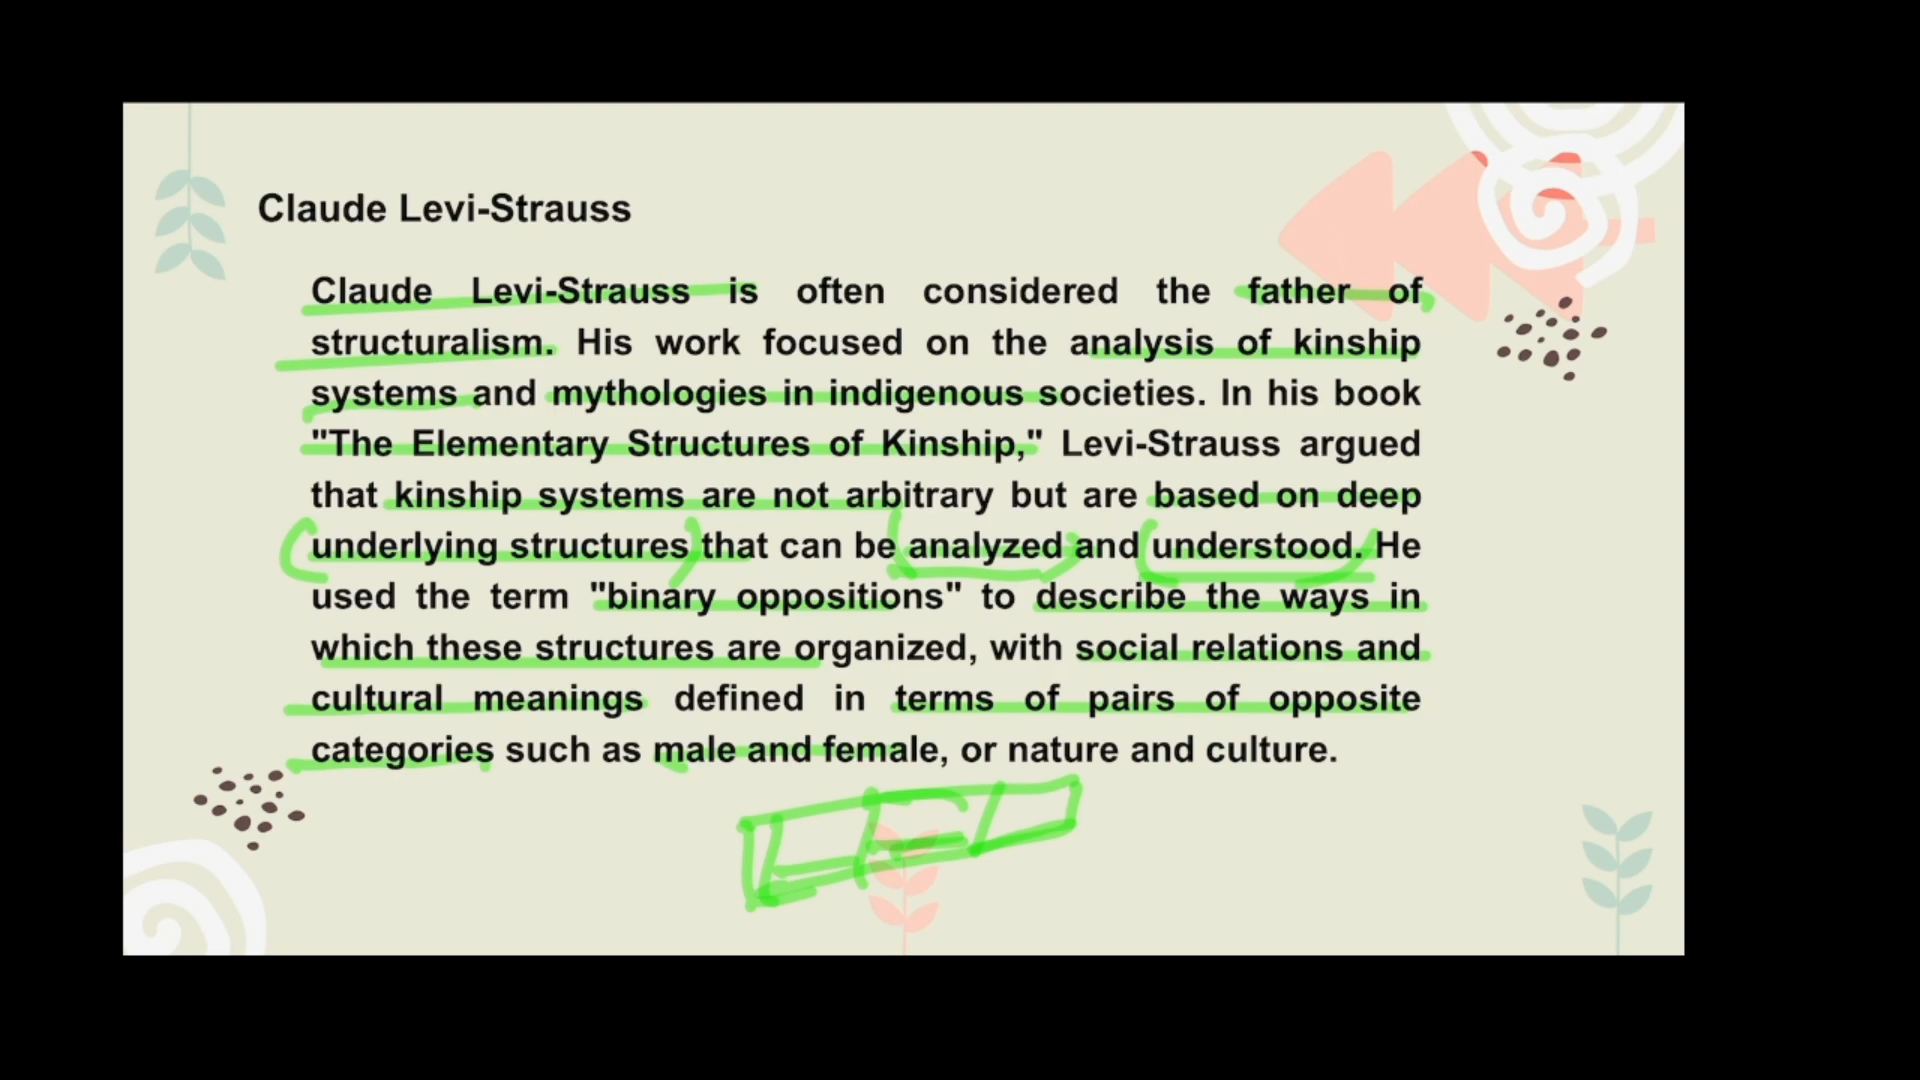 Claude Levi-Strauss
Claude Levi-Strauss is often considered the father of
structuralism. His work focused on the analysis of kinship
systems and mythologies in indigenous societies. In his book
"The Elementary Structures of Kinship," Levi-Strauss argued
that kinship systems are not arbitrary but are based on deep
underlying structures that can be analyzed and understood. He
used the term "binary oppositions" to describe the ways in
which these structures are organized, with social relations and
cultural meanings defined in terms of pairs of opposite
categories such as male and female, or nature and culture.